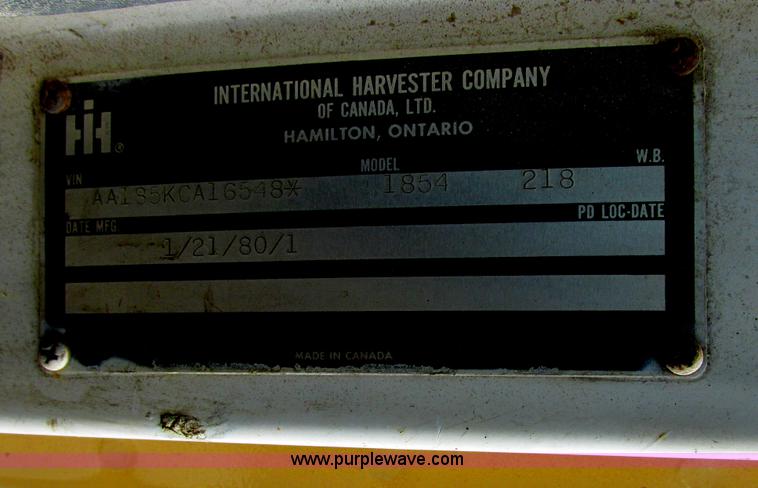 INTERNATIONAL HARVESTER COMPANY
OF CANADA, LTD.
HAMILTON, ONTARIO
IH ®
VIN MODEL W.B.
AA185KCA16548* 1854 218
DATE MFG. PD LOC-DATE
1/21/80/1
MADE IN CANADA
www.purplewave.com